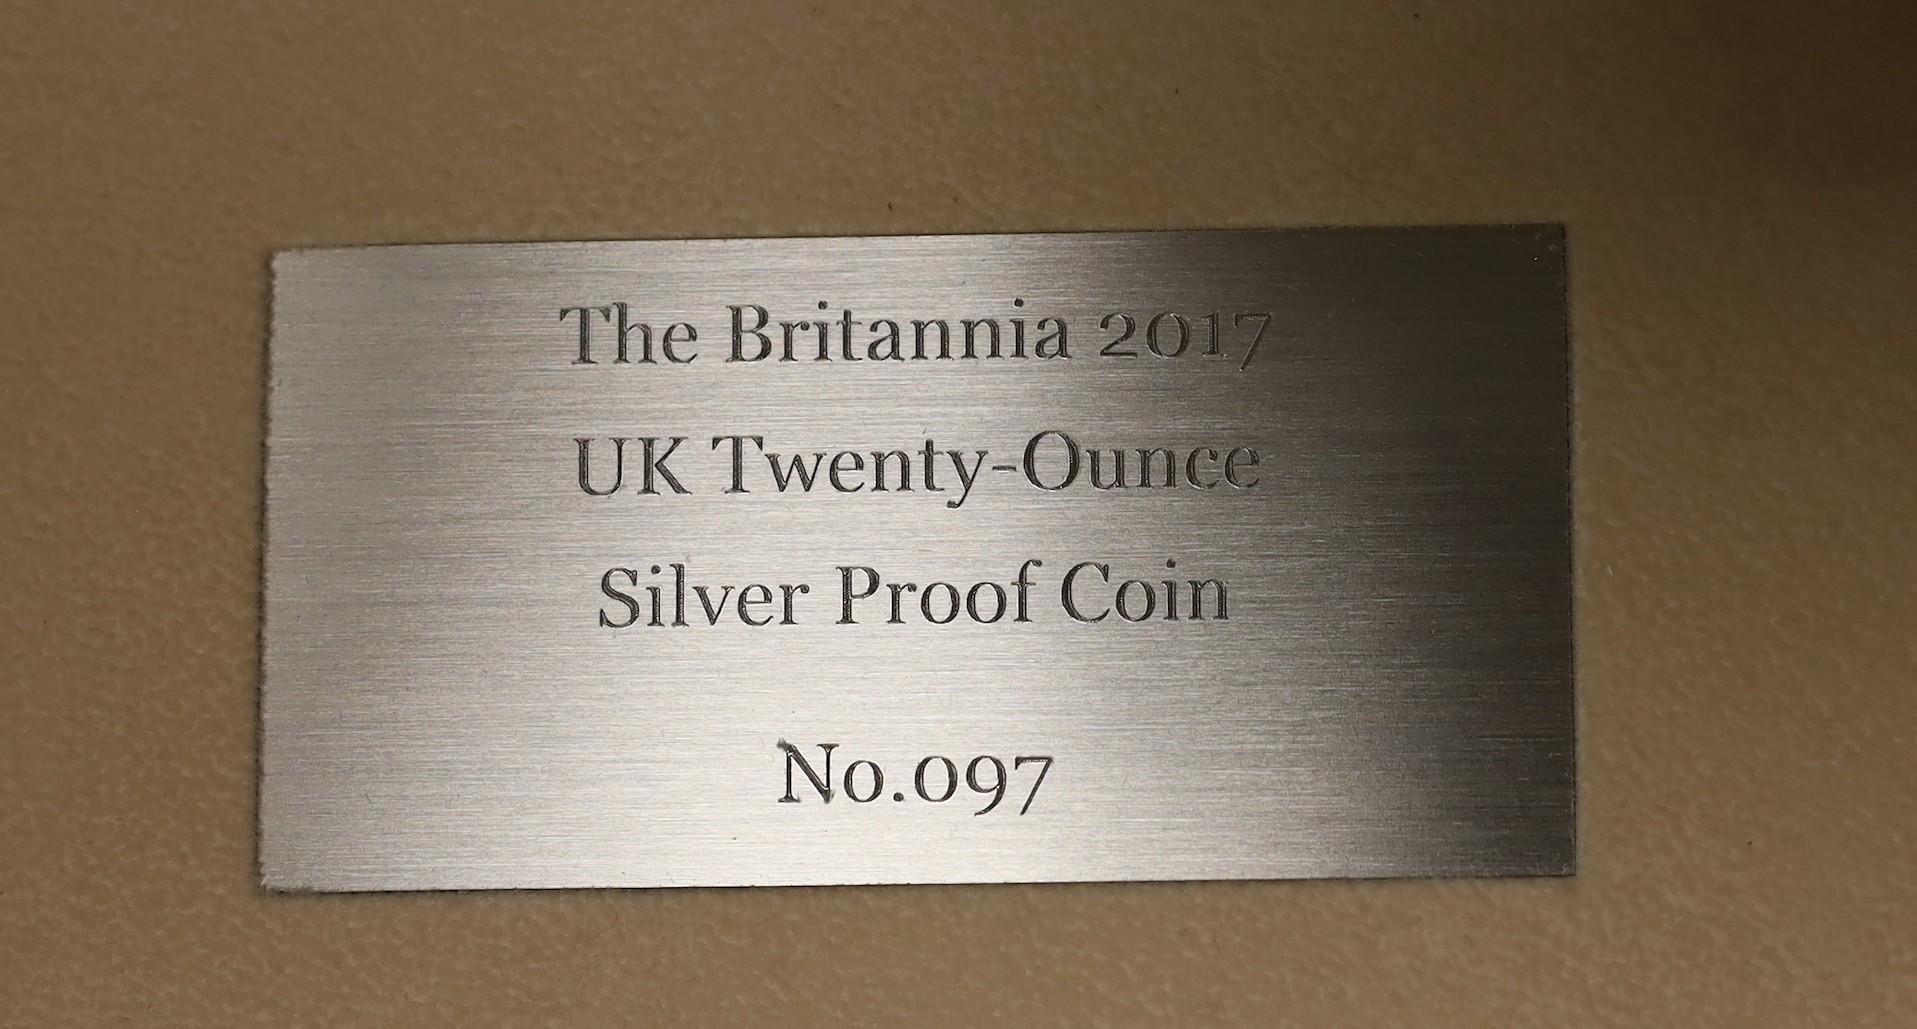 The Britannia 2017
UK Twenty-Ounce
Silver Proof Coin
No.097